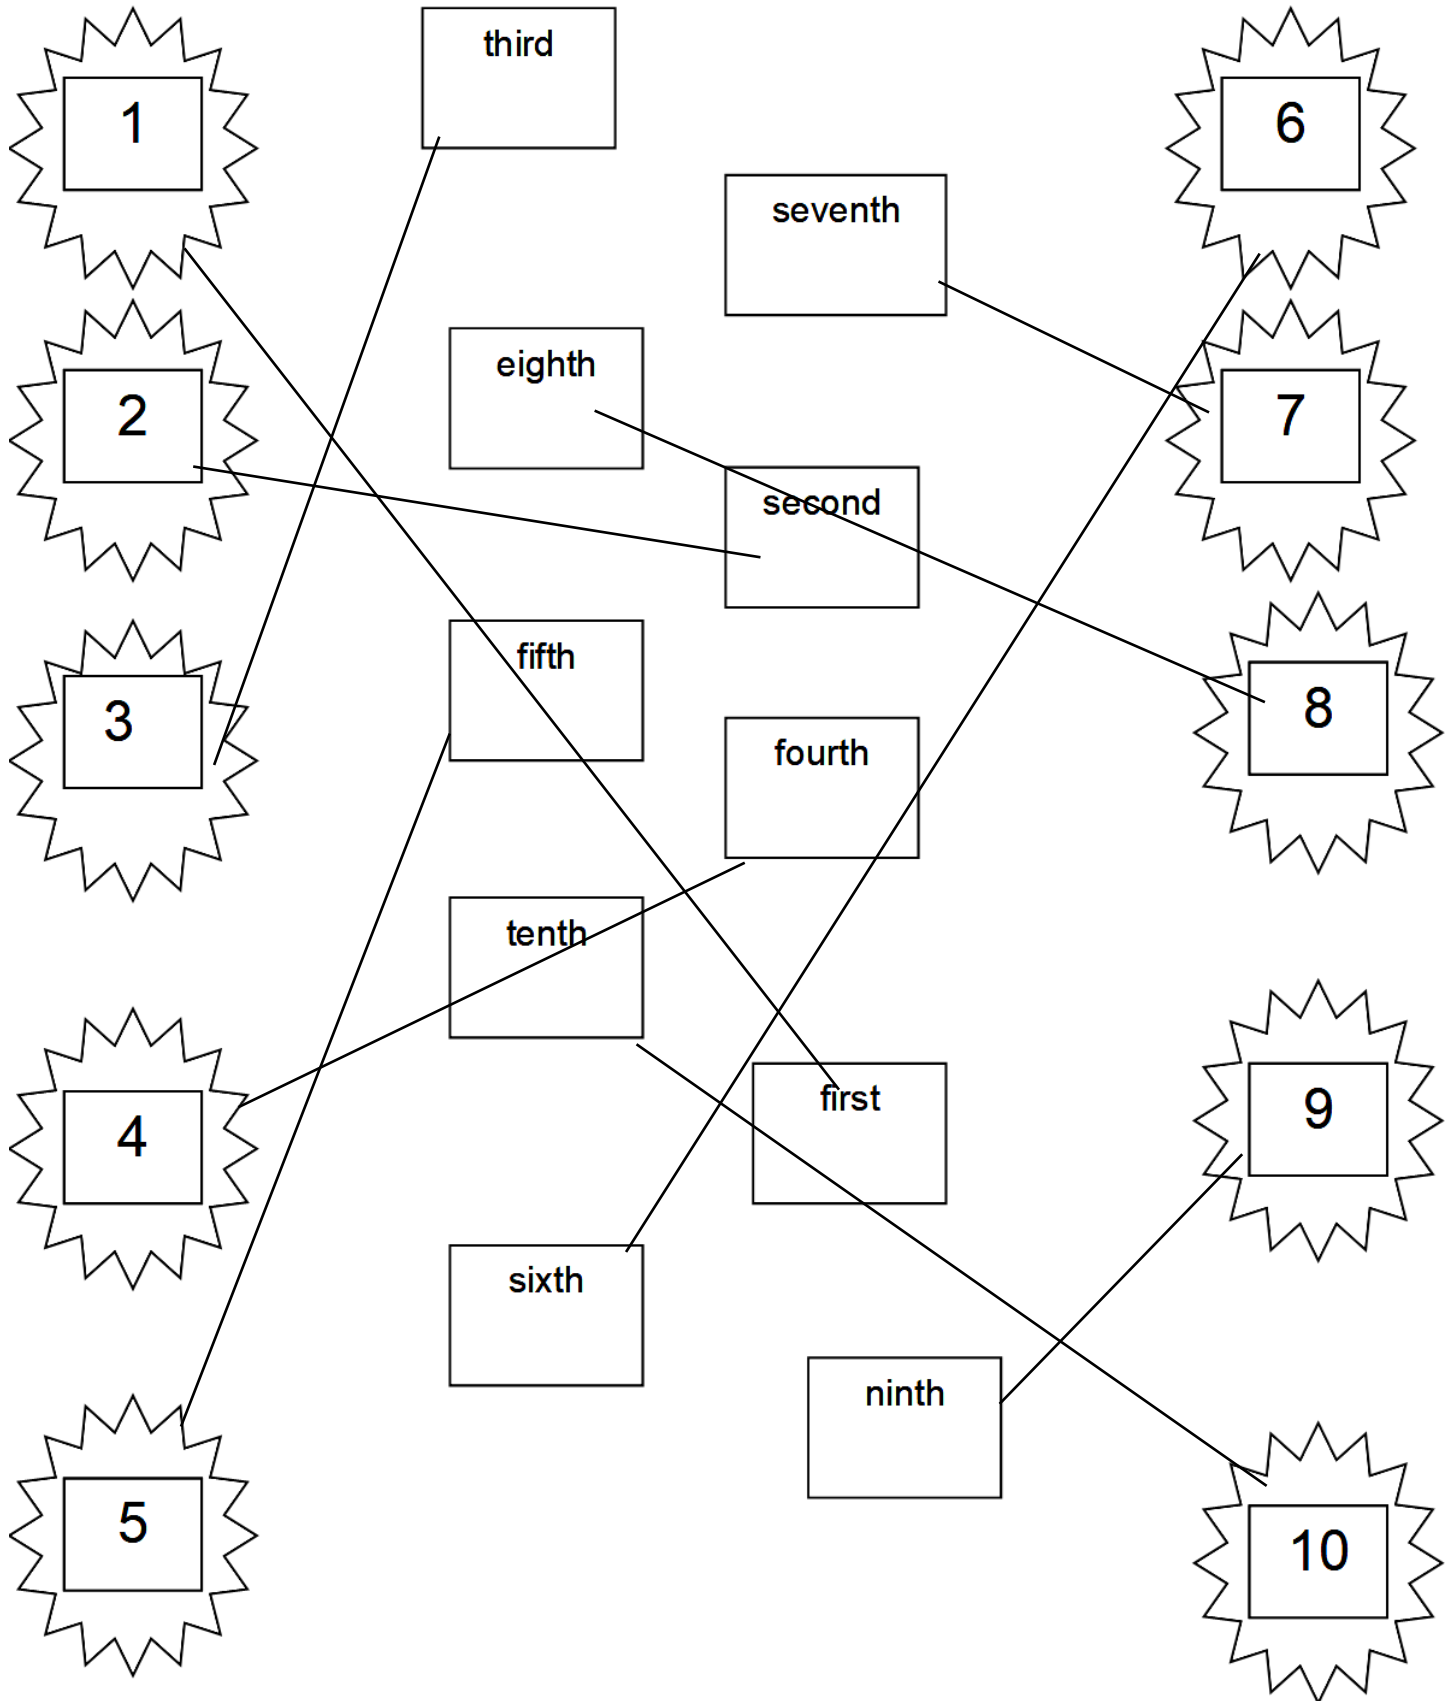 third
1
6
seventh
eighth
2
7
second
fifth
3
8
fourth
tenth
first
9
4
sixth
ninth
5
10